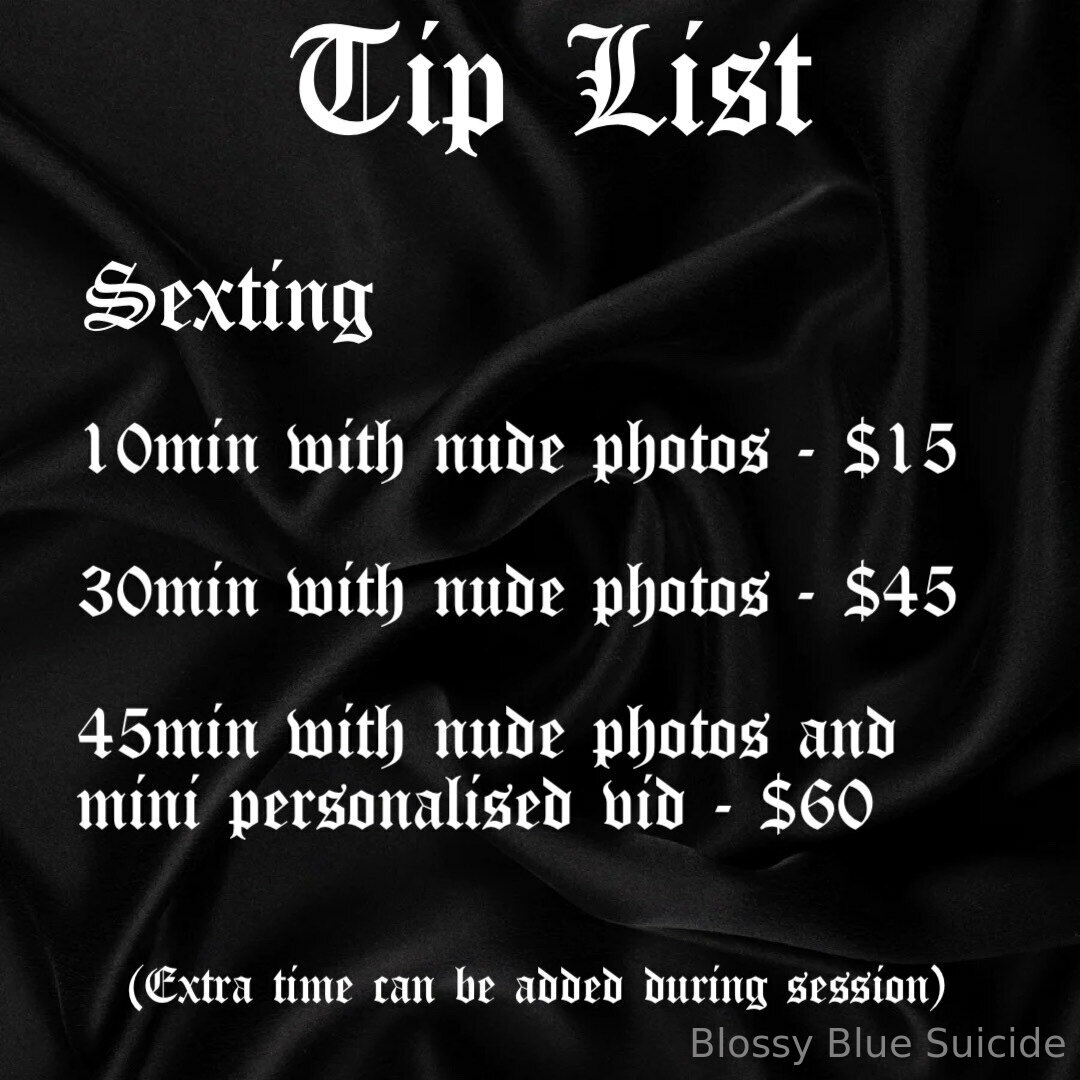 Tip List
Sexting
10min with nude photos - $15
30min with nude photos - $45
45min with nude photos and
mini personalised vid - $60
(Extra time can be added during session)
Blossy Blue Suicide